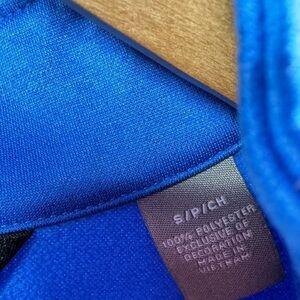 S/P/CH
100% POLYESTER
EXCLUSIVE OF
DECORATION
MADE IN
VIETNAM